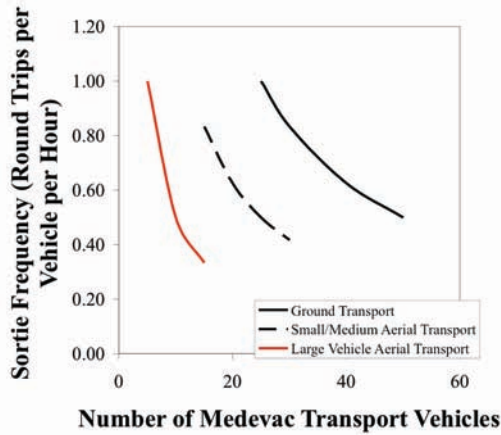 Sortie Frequency (Round Trips per
Vehicle per Hour)
1.20
1.00
0.80
0.60
0.40
0.20
0.00
Ground Transport
Small/Medium Aerial Transport
Large Vehicle Aerial Transport
0 20 40 60
Number of Medevac Transport Vehicles